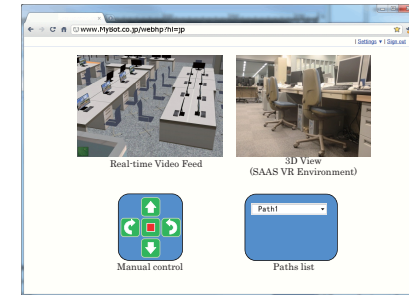 www.MyBot.co.jp/webhp?hl=jp
| Settings ▼ | Sign out
Real-time Video Feed
3D View
(SAAS VR Environment)
Path1
Manual control
Paths list